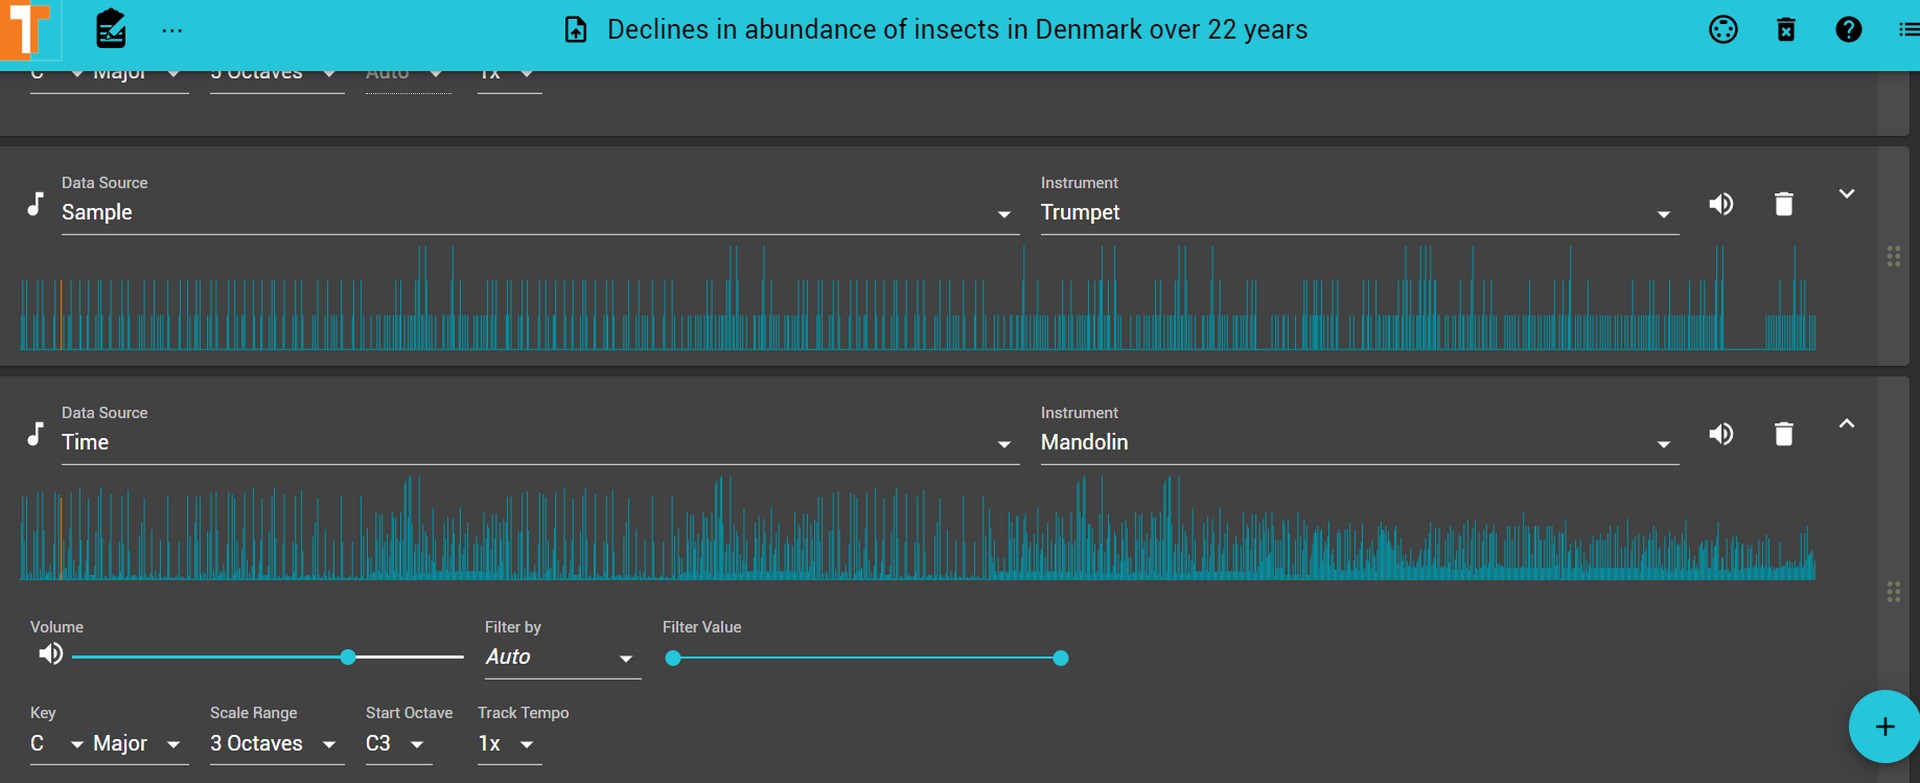 T
...
Declines in abundance of insects in Denmark over 22 years
C Major 3 Octaves Auto 1x
Data Source
Sample
Instrument
Trumpet
Data Source
Time
Instrument
Mandolin
Volume
Filter by
Auto
Filter Value
Key
Scale Range
Start Octave
Track Tempo
C Major
3 Octaves
C3
1x